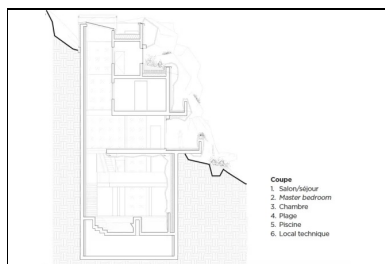 Coupe
1. Salon/séjour
2. Master bedroom
3. Chambre
4. Plage
5. Piscine
6. Local technique